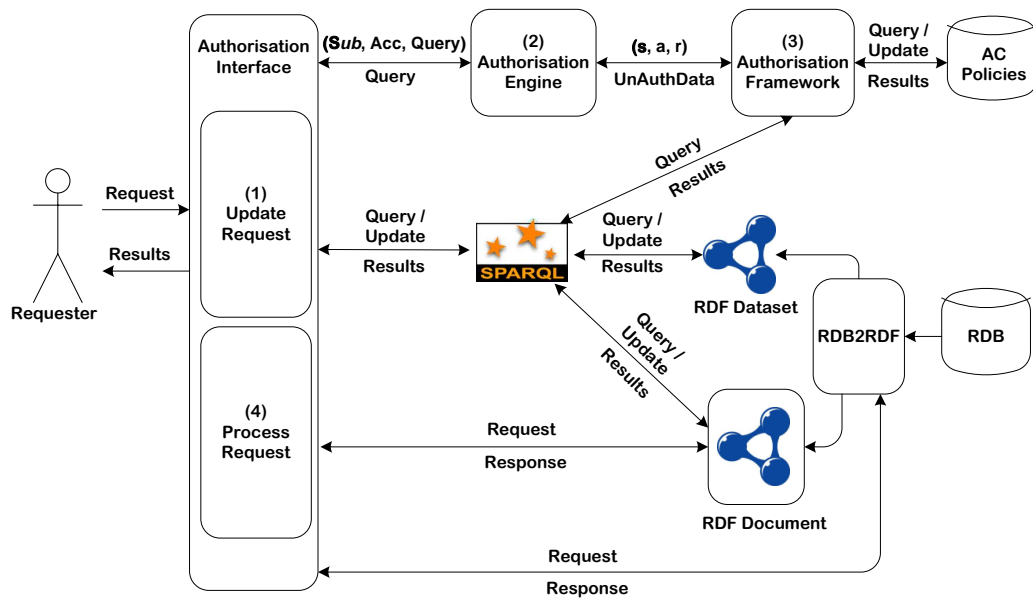 Authorisation
Interface
(Sub, Acc, Query)
Query
(2)
Authorisation
Engine
(s, a, r)
UnAuthData
(3)
Authorisation
Framework
Query /
Update
Results
AC
Policies
Requester
Request
Results
(1)
Update
Request
Query /
Update
Results
SPARQL
Query
Results
Query /
Update
Results
RDF Dataset
Query /
Update
Results
RDB2RDF
RDB
(4)
Process
Request
Request
Response
RDF Document
Request
Response